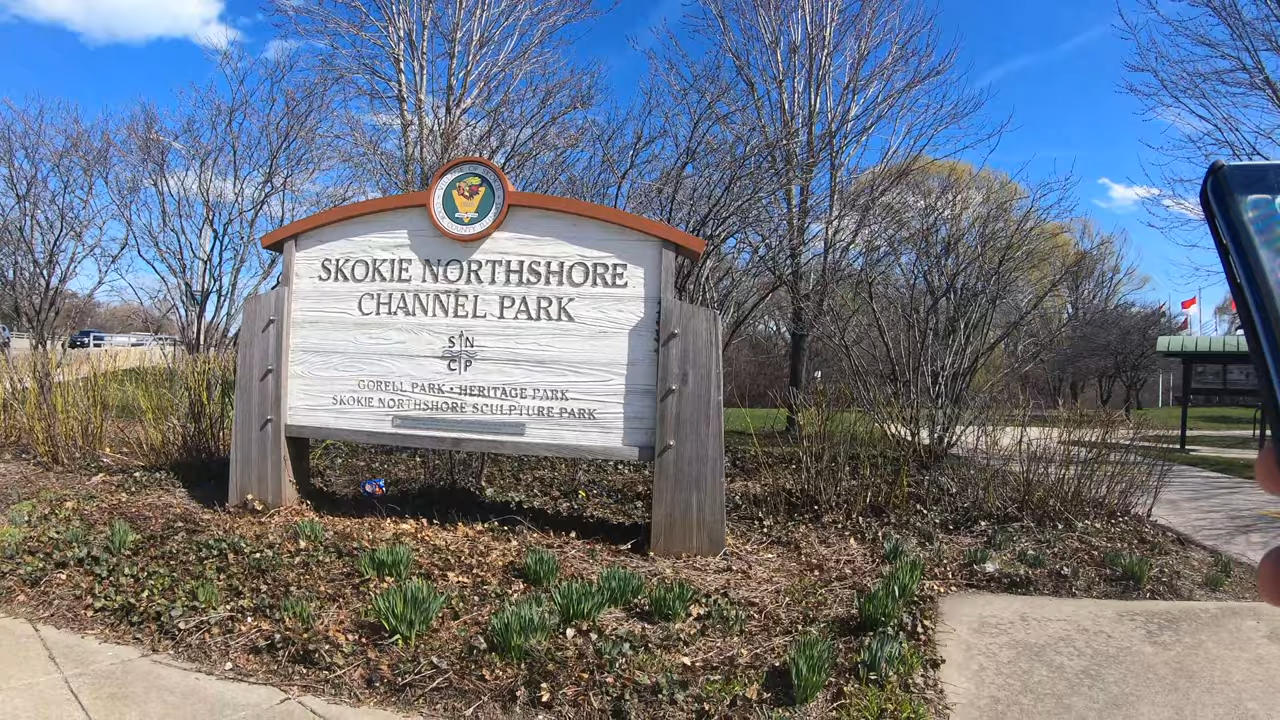 SKOKIE NORTHSHORE
CHANNEL PARK
S N
C P
GORELL PARK • HERITAGE PARK
SKOKIE NORTHSHORE SCULPTURE PARK